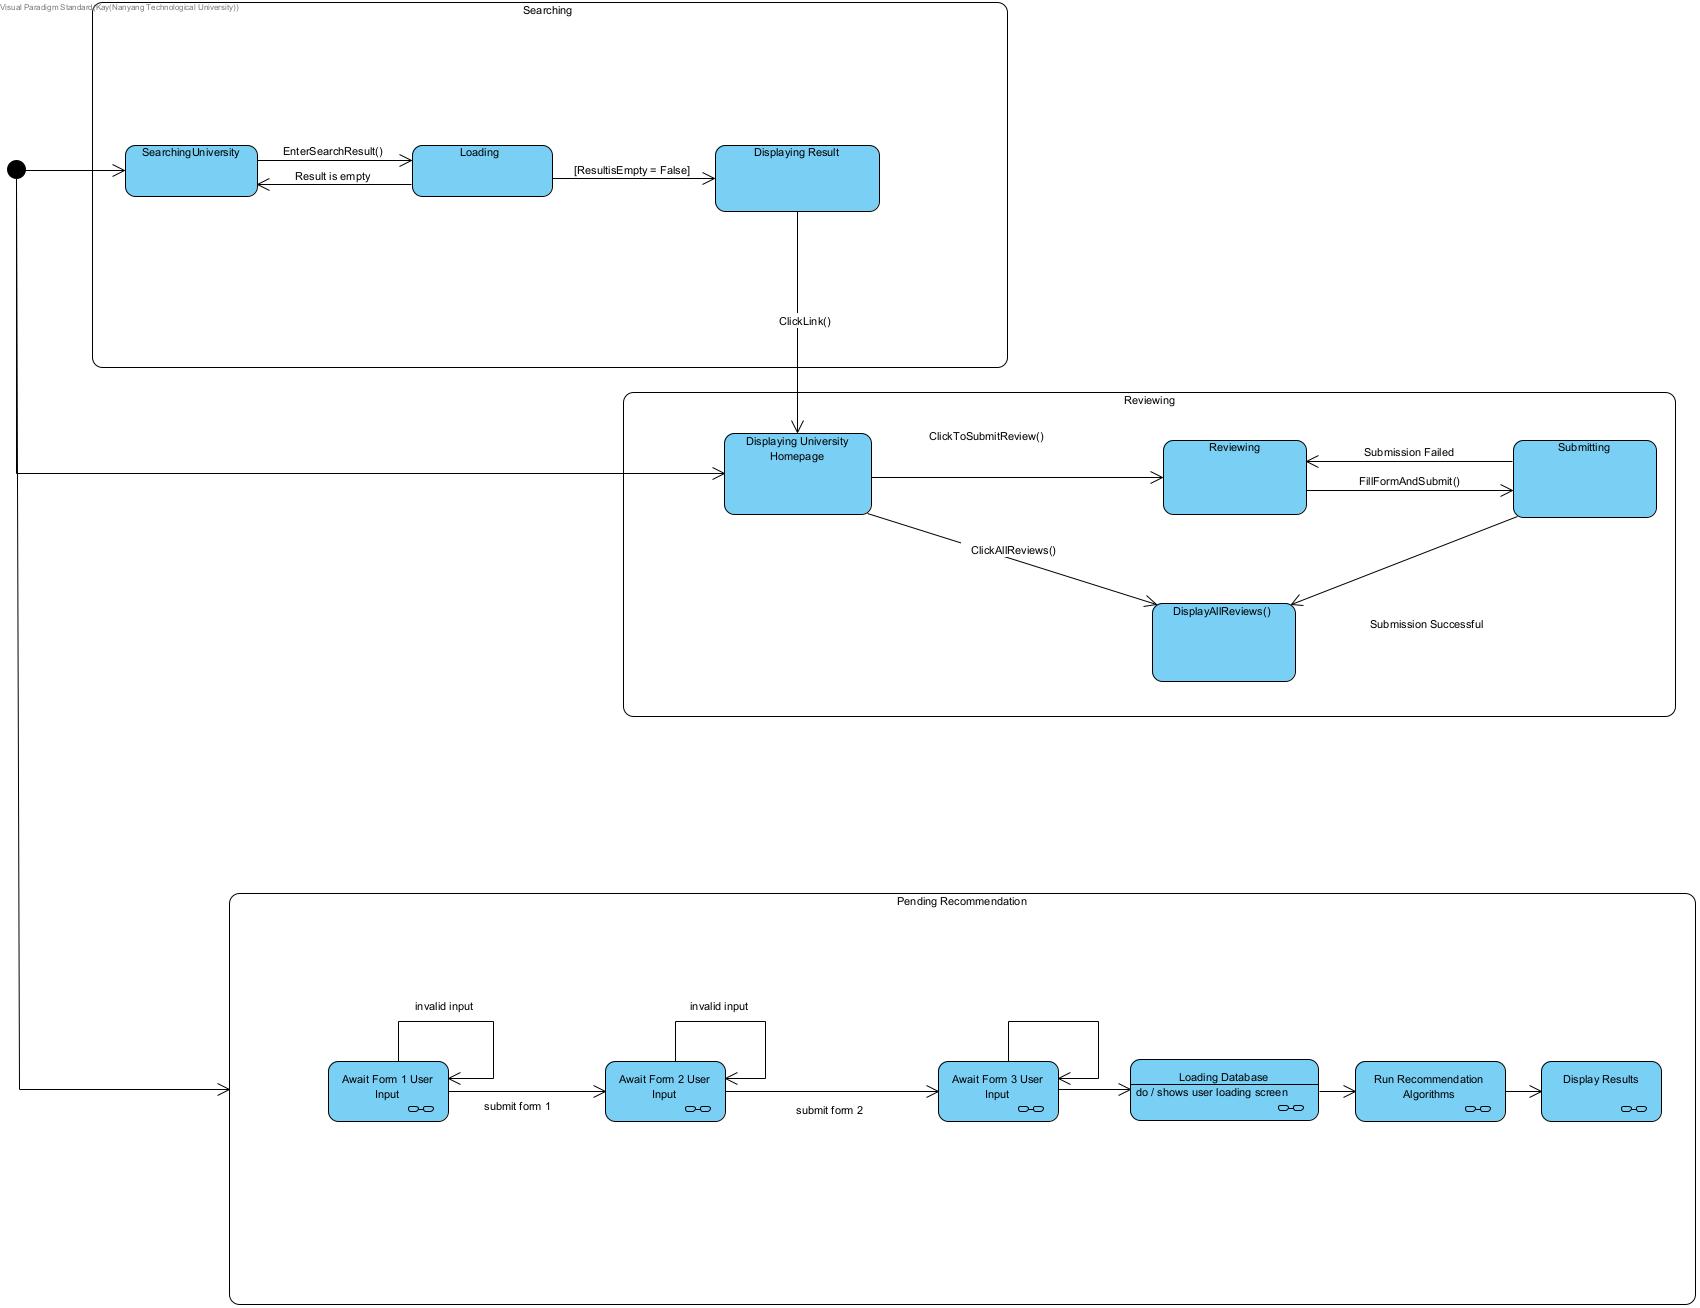 Visual Paradigm Standard(Kay(Nanyang Technological University))
Searching
SearchingUniversity
EnterSearchResult()
Result is empty
Loading
[ResultisEmpty = False]
Displaying Result
ClickLink()
Reviewing
Displaying University
Homepage
ClickToSubmitReview()
Reviewing
Submission Failed
FillFormAndSubmit()
Submitting
ClickAllReviews()
DisplayAllReviews()
Submission Successful
Pending Recommendation
invalid input
invalid input
Await Form 1 User
Input
submit form 1
Await Form 2 User
Input
submit form 2
Await Form 3 User
Input
Loading Database
do / shows user loading screen
Run Recommendation
Algorithms
Display Results